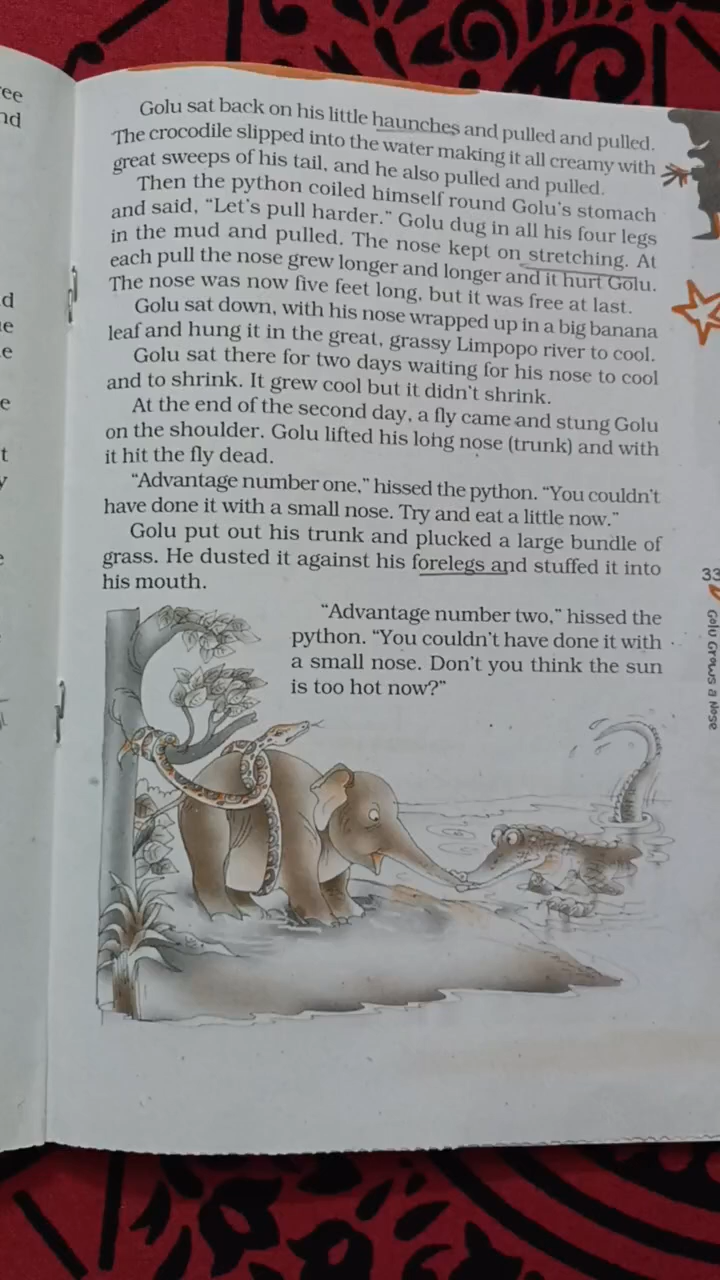 ee
nd
d
e
e
t
y
e
Golu sat back on his little haunches and pulled and pulled.
The crocodile slipped into the water making it all creamy with
great sweeps of his tail, and he also pulled and pulled.
Then the python coiled himself round Golu's stomach
and said, “Let's pull harder.” Golu dug in all his four legs
in the mud and pulled. The nose kept on stretching. At
each pull the nose grew longer and longer and it hurt Golu.
The nose was now five feet long, but it was free at last.
Golu sat down, with his nose wrapped up in a big banana
leaf and hung it in the great, grassy Limpopo river to cool.
Golu sat there for two days waiting for his nose to cool
and to shrink. It grew cool but it didn't shrink.
At the end of the second day, a fly came and stung Golu
on the shoulder. Golu lifted his long nose (trunk) and with
it hit the fly dead.
“Advantage number one,” hissed the python. “You couldn't
have done it with a small nose. Try and eat a little now.”
Golu put out his trunk and plucked a large bundle of
grass. He dusted it against his forelegs and stuffed it into
his mouth.
“Advantage number two,” hissed the
python. “You couldn't have done it with
a small nose. Don't you think the sun
is too hot now?”
33
Golu Grows a Nose